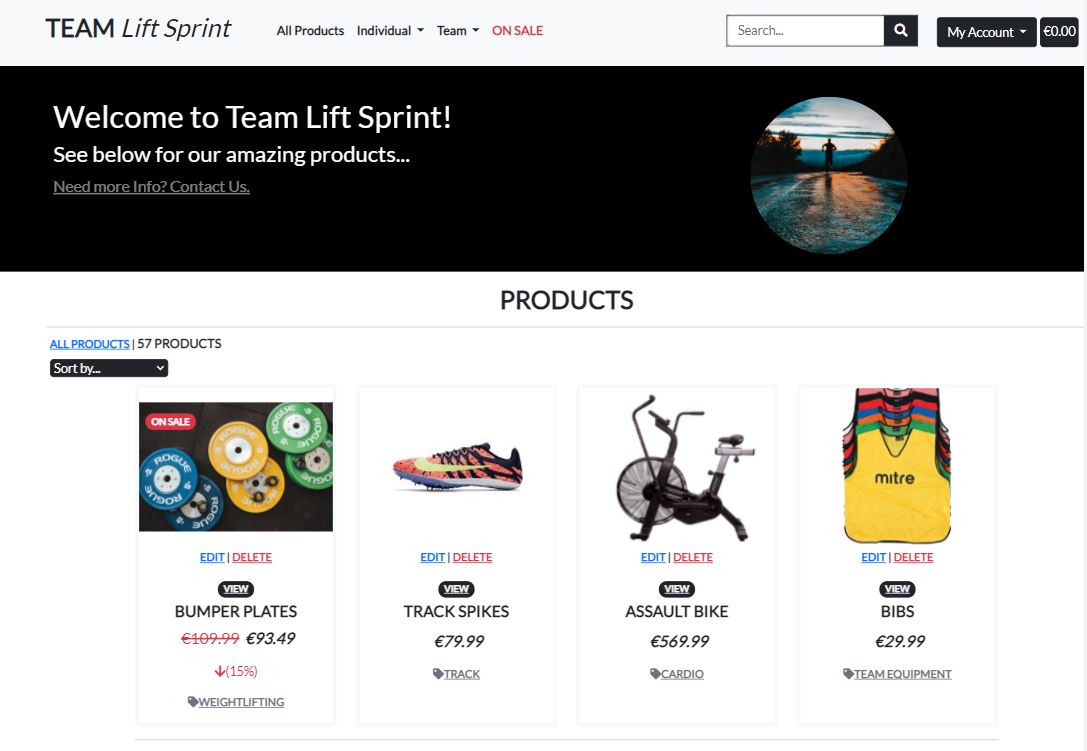 TEAM Lift Sprint
All Products Individual Team ON SALE
Search...
My Account
€0.00
Welcome to Team Lift Sprint!
See below for our amazing products...
Need more Info? Contact Us.
PRODUCTS
ALL PRODUCTS | 57 PRODUCTS
Sort by...
ON SALE
ROGUE
ROGUE
ROGUE
ROGUE
mitre
EDIT | DELETE
VIEW
BUMPER PLATES
€109.99 €93.49
(15%)
WEIGHTLIFTING
EDIT | DELETE
VIEW
TRACK SPIKES
€79.99
TRACK
EDIT | DELETE
VIEW
ASSAULT BIKE
€569.99
CARDIO
EDIT | DELETE
VIEW
BIBS
€29.99
TEAM EQUIPMENT